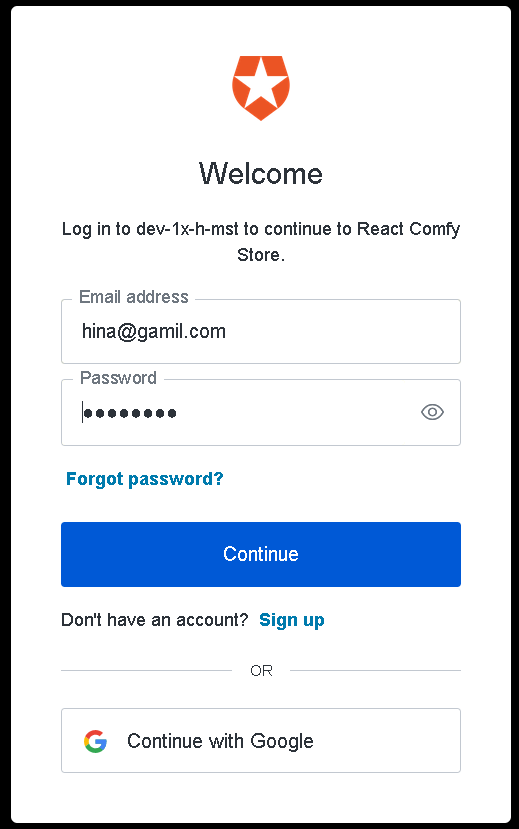 Welcome
Log in to dev-1x-h-mst to continue to React Comfy
Store.
Email address
hina@gamil.com
Password
••••••••
Forgot password?
Continue
Don't have an account? Sign up
OR
Continue with Google